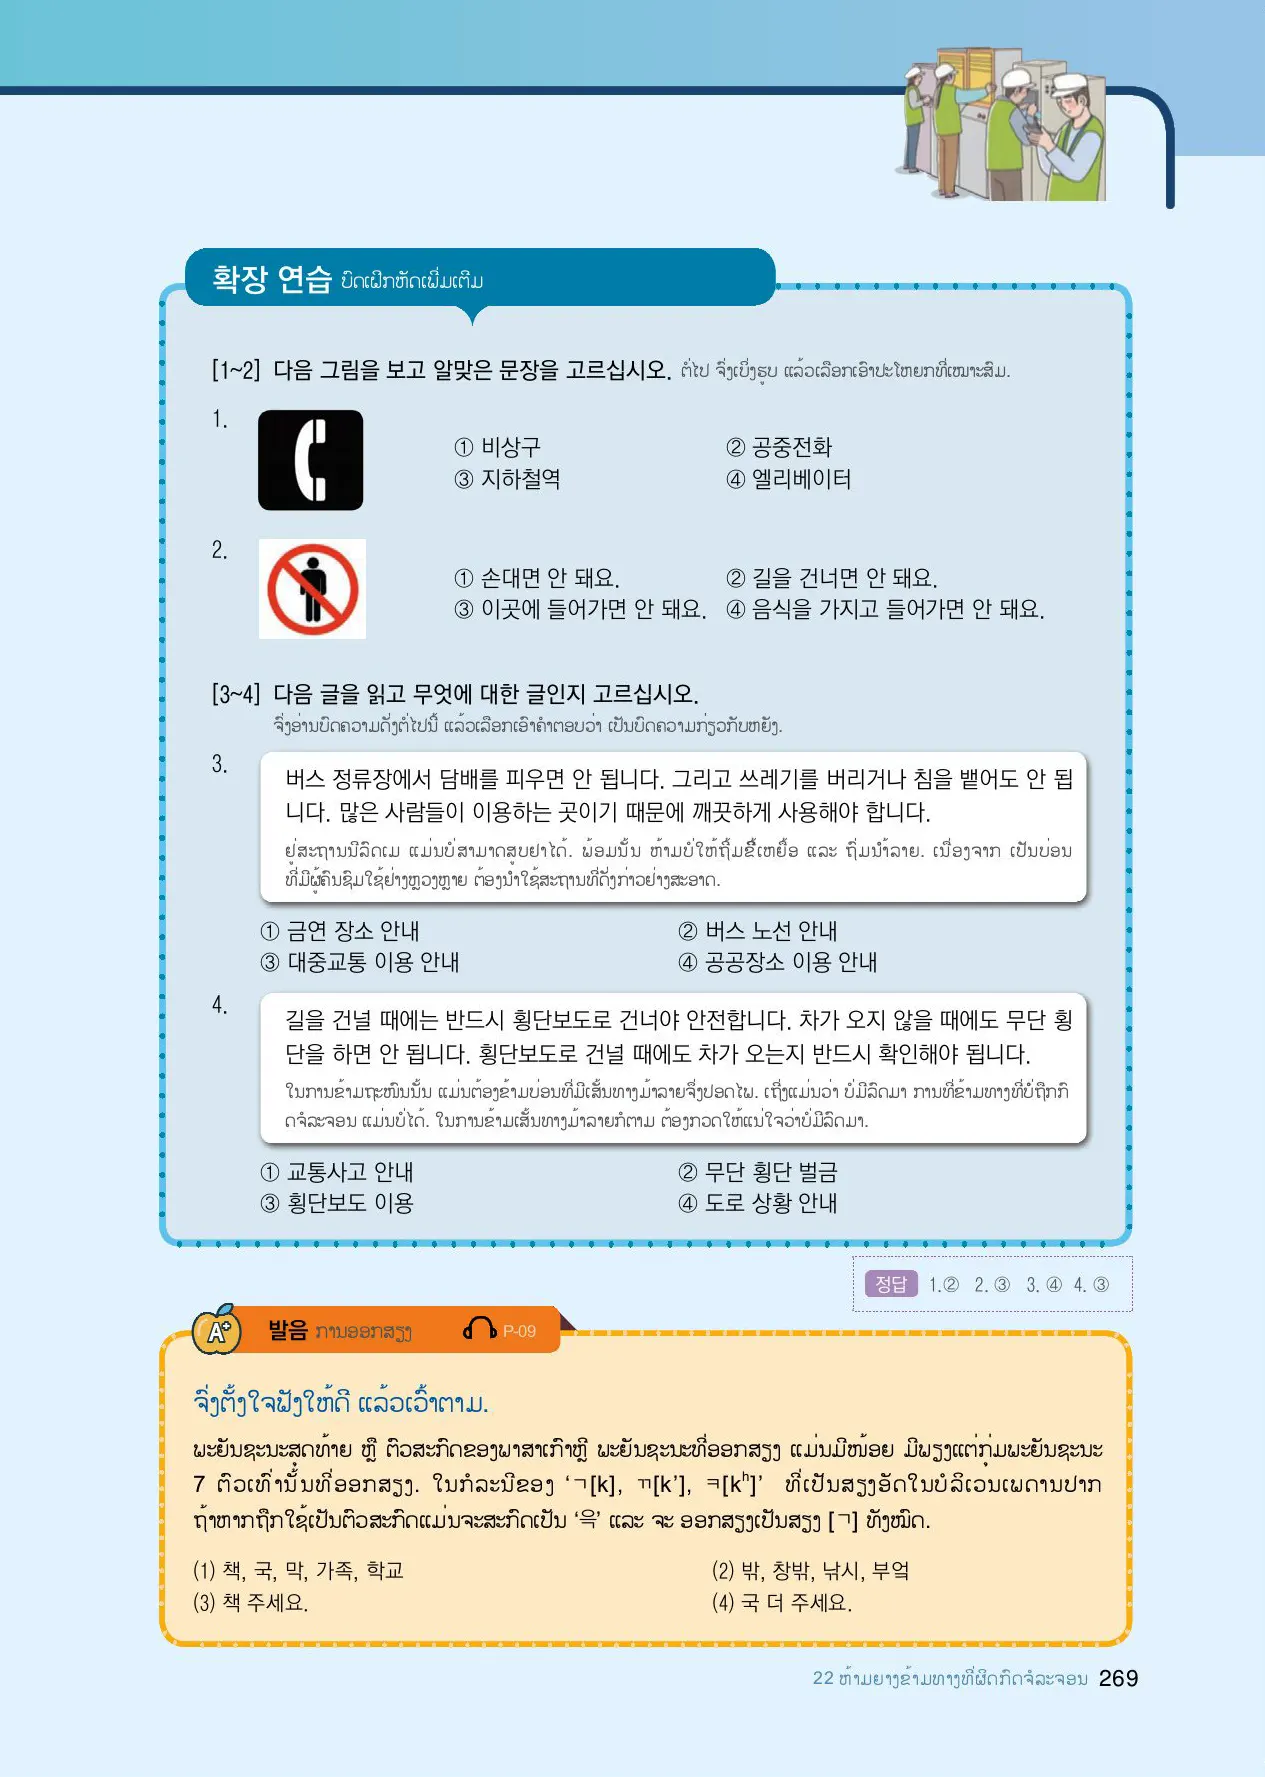 확장 연습 ບົດເຝິກຫັດເພີ່ມເຕີມ
[1~2] 다음 그림을 보고 알맞은 문장을 고르십시오. ຕໍ່ໄປ ຈົ່ງເບິ່ງຮູບ ແລ້ວເລືອກເອົາປະໂຫຍກທີ່ເໝາະສົມ.
1.
① 비상구 ② 공중전화
③ 지하철역 ④ 엘리베이터
2.
① 손대면 안 돼요. ② 길을 건너면 안 돼요.
③ 이곳에 들어가면 안 돼요. ④ 음식을 가지고 들어가면 안 돼요.
[3~4] 다음 글을 읽고 무엇에 대한 글인지 고르십시오.
ຈົ່ງອ່ານບົດຄວາມດັ່ງຕໍ່ໄປນີ້ ແລ້ວເລືອກເອົາຄຳຕອບວ່າ ເປັນບົດຄວາມກ່ຽວກັບຫຍັງ.
3.
버스 정류장에서 담배를 피우면 안 됩니다. 그리고 쓰레기를 버리거나 침을 뱉어도 안 됩
니다. 많은 사람들이 이용하는 곳이기 때문에 깨끗하게 사용해야 합니다.
ຢູ່ສະຖານນີລົດເມ ແມ່ນບໍ່ສາມາດສູບຢາໄດ້. ພ້ອມນັ້ນ ຫ້າມບໍ່ໃຫ້ຖິ້ມຂີ້ເຫຍື້ອ ແລະ ຖົ່ມນ້ຳລາຍ. ເນື່ອງຈາກ ເປັນບ່ອນ
ທີ່ມີຜູ້ຄົນຊົມໃຊ້ຢ່າງຫຼວງຫຼາຍ ຕ້ອງນຳໃຊ້ສະຖານທີ່ດັ່ງກ່າວຢ່າງສະອາດ.
① 금연 장소 안내 ② 버스 노선 안내
③ 대중교통 이용 안내 ④ 공공장소 이용 안내
4.
길을 건널 때에는 반드시 횡단보도로 건너야 안전합니다. 차가 오지 않을 때에도 무단 횡
단을 하면 안 됩니다. 횡단보도로 건널 때에도 차가 오는지 반드시 확인해야 됩니다.
ໃນການຂ້າມຖະໜົນນັ້ນ ແມ່ນຕ້ອງຂ້າມບ່ອນທີ່ມີເສັ້ນທາງມ້າລາຍຈຶ່ງປອດໄພ. ເຖິງແມ່ນວ່າ ບໍ່ມີລົດມາ ການທີ່ຂ້າມທາງທີ່ບໍ່ຖືກກົ
ດຈໍລະຈອນ ແມ່ນບໍ່ໄດ້. ໃນການຂ້າມເສັ້ນທາງມ້າລາຍກໍຕາມ ຕ້ອງກວດໃຫ້ແນ່ໃຈວ່າບໍ່ມີລົດມາ.
① 교통사고 안내 ② 무단 횡단 벌금
③ 횡단보도 이용 ④ 도로 상황 안내
정답 1.② 2. ③ 3. ④ 4. ③
A+ 발음 ການອອກສຽງ P-09
ຈົ່ງຕັ້ງໃຈຟັງໃຫ້ດີ ແລ້ວເວົ້າຕາມ.
ພະຍັນຊະນະສຸດທ້າຍ ຫຼື ຕົວສະກົດຂອງພາສາເກົາຫຼີ ພະຍັນຊະນະທີ່ອອກສຽງ ແມ່ນມີໜ້ອຍ ມີພຽງແຕ່ກຸ່ມພະຍັນຊະນະ
7 ຕົວເທົ່ານັ້ນທີ່ອອກສຽງ. ໃນກໍລະນີຂອງ ‘ㄱ[k], ㄲ[k’], ㅋ[kʰ]’ ທີ່ເປັນສຽງອັດໃນບໍລິເວນເພດານປາກ
ຖ້າຫາກຖືກໃຊ້ເປັນຕົວສະກົດແມ່ນຈະສະກົດເປັນ ‘윽’ ແລະ ຈະ ອອກສຽງເປັນສຽງ [ㄱ] ທັງໝົດ.
(1) 책, 국, 막, 가족, 학교 (2) 밖, 창밖, 낚시, 부엌
(3) 책 주세요. (4) 국 더 주세요.
22 ຫ້າມຍາງຂ້າມທາງທີ່ຜິດກົດຈໍລະຈອນ 269